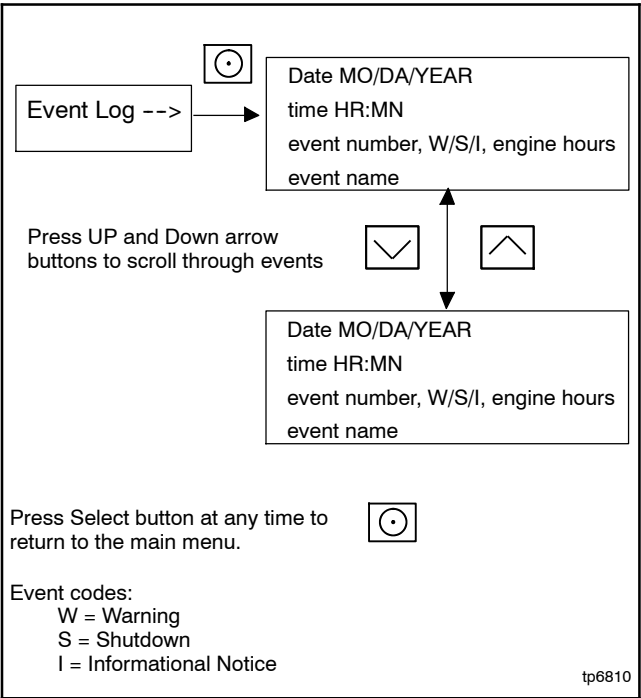 Event Log -->
Date MO/DA/YEAR
time HR:MN
event number, W/S/I, engine hours
event name
Press UP and Down arrow
buttons to scroll through events
Date MO/DA/YEAR
time HR:MN
event number, W/S/I, engine hours
event name
Press Select button at any time to
return to the main menu.
Event codes:
W = Warning
S = Shutdown
I = Informational Notice
tp6810